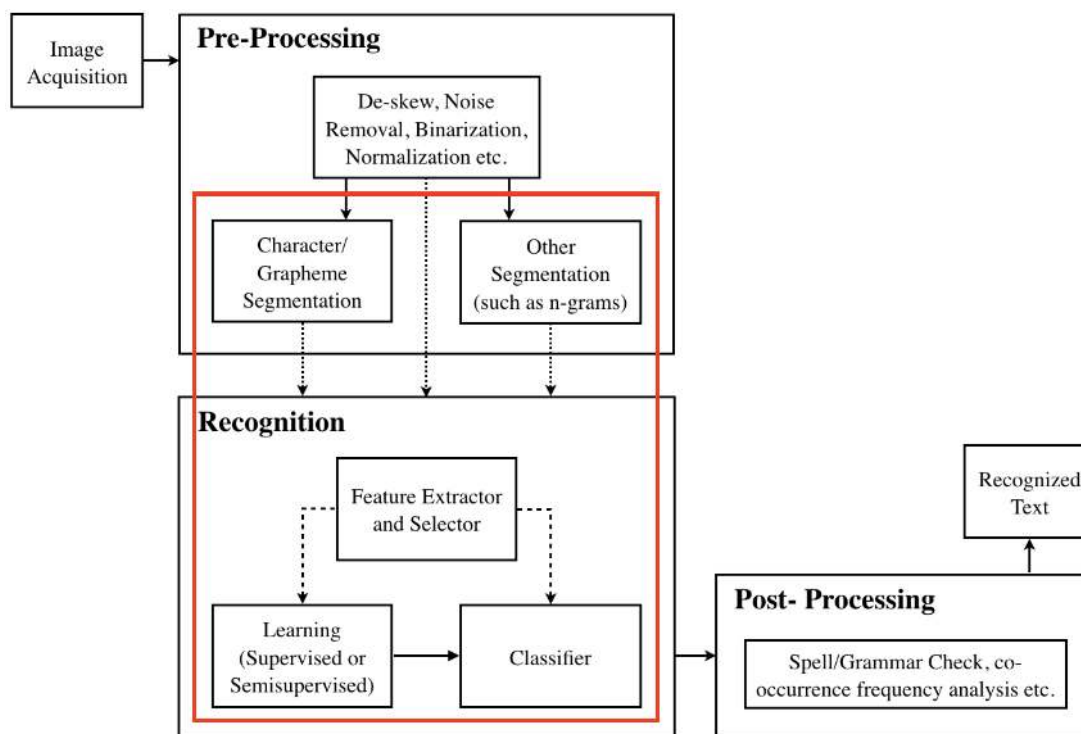 Image
Acquisition
Pre-Processing
De-skew, Noise
Removal, Binarization,
Normalization etc.
Character/
Grapheme
Segmentation
Other
Segmentation
(such as n-grams)
Recognition
Feature Extractor
and Selector
Learning
(Supervised or
Semisupervised)
Classifier
Recognized
Text
Post- Processing
Spell/Grammar Check, co-
occurrence frequency analysis etc.